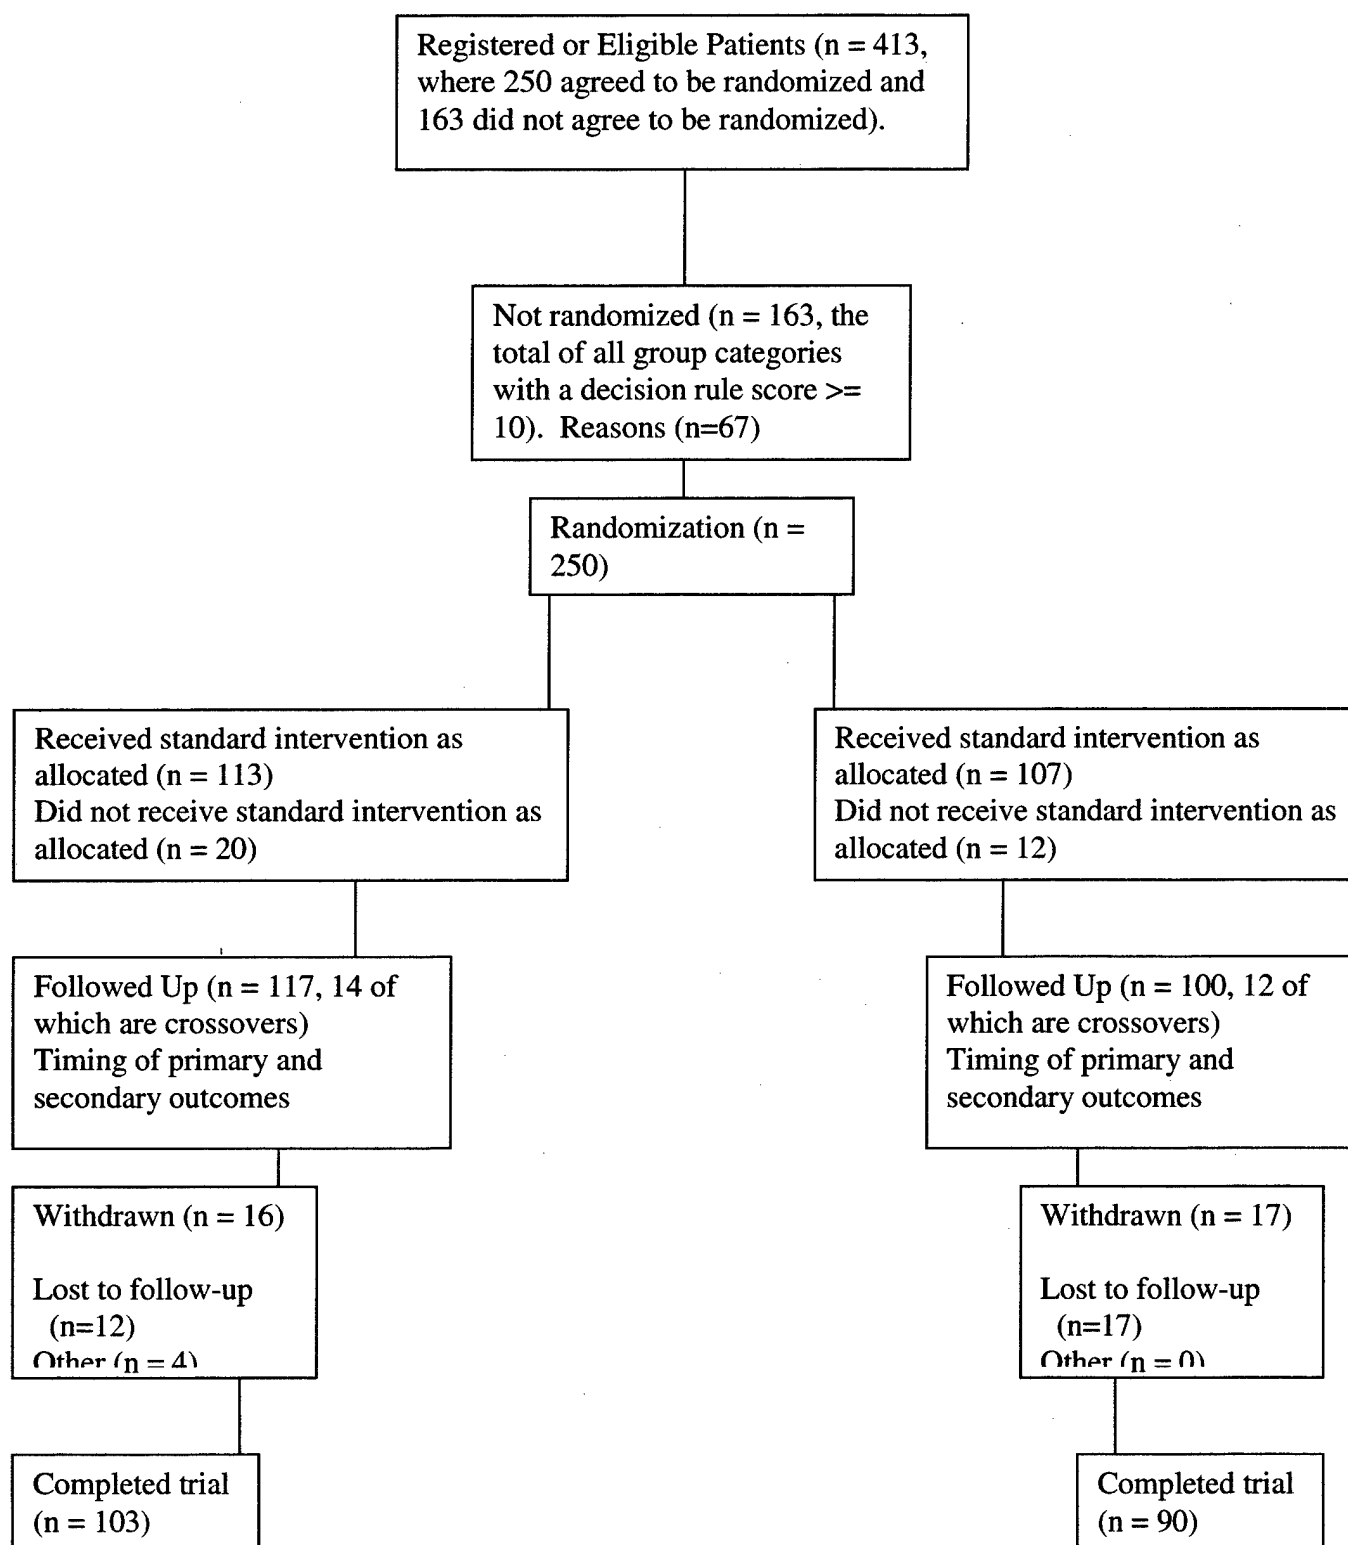 Registered or Eligible Patients (n = 413,
where 250 agreed to be randomized and
163 did not agree to be randomized).
Not randomized (n = 163, the
total of all group categories
with a decision rule score >=
10). Reasons (n=67)
Randomization (n =
250)
Received standard intervention as
allocated (n = 113)
Did not receive standard intervention as
allocated (n = 20)
Received standard intervention as
allocated (n = 107)
Did not receive standard intervention as
allocated (n = 12)
Followed Up (n = 117, 14 of
which are crossovers)
Timing of primary and
secondary outcomes
Followed Up (n = 100, 12 of
which are crossovers)
Timing of primary and
secondary outcomes
Withdrawn (n = 16)
Lost to follow-up
(n=12)
Other (n = 4)
Withdrawn (n = 17)
Lost to follow-up
(n=17)
Other (n = 0)
Completed trial
(n = 103)
Completed trial
(n = 90)